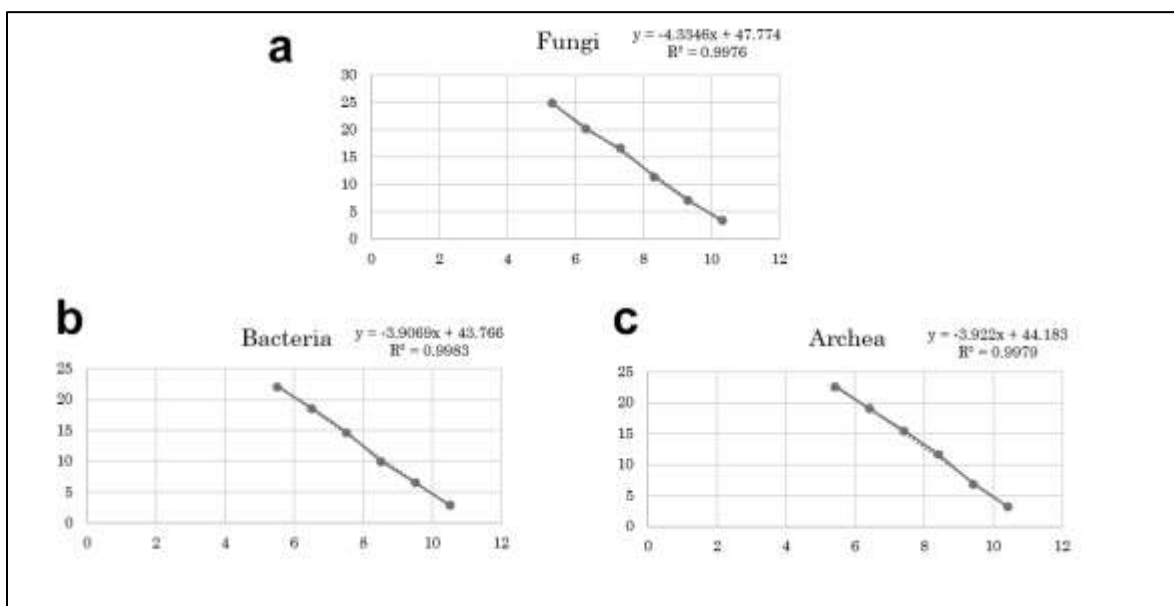 a
Fungi
y = -4.3346x + 47.774
R² = 0.9976
30
25
20
15
10
5
0
0 2 4 6 8 10 12
b
Bacteria
y = -3.9069x + 43.766
R² = 0.9983
25
20
15
10
5
0
0 2 4 6 8 10 12
c
Archea
y = -3.922x + 44.183
R² = 0.9979
25
20
15
10
5
0
0 2 4 6 8 10 12